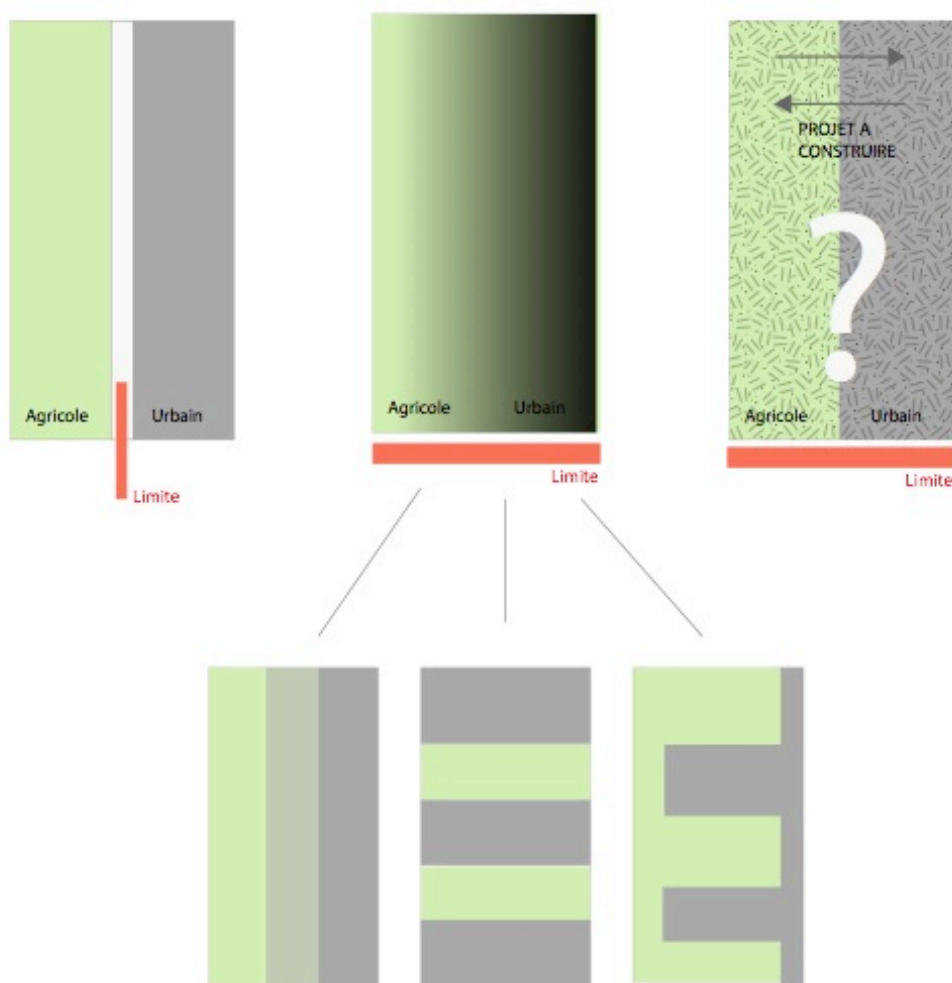 Agricole
Urbain
Limite
Agricole
Urbain
Limite
PROJET A
CONSTRUIRE
?
Agricole
Urbain
Limite